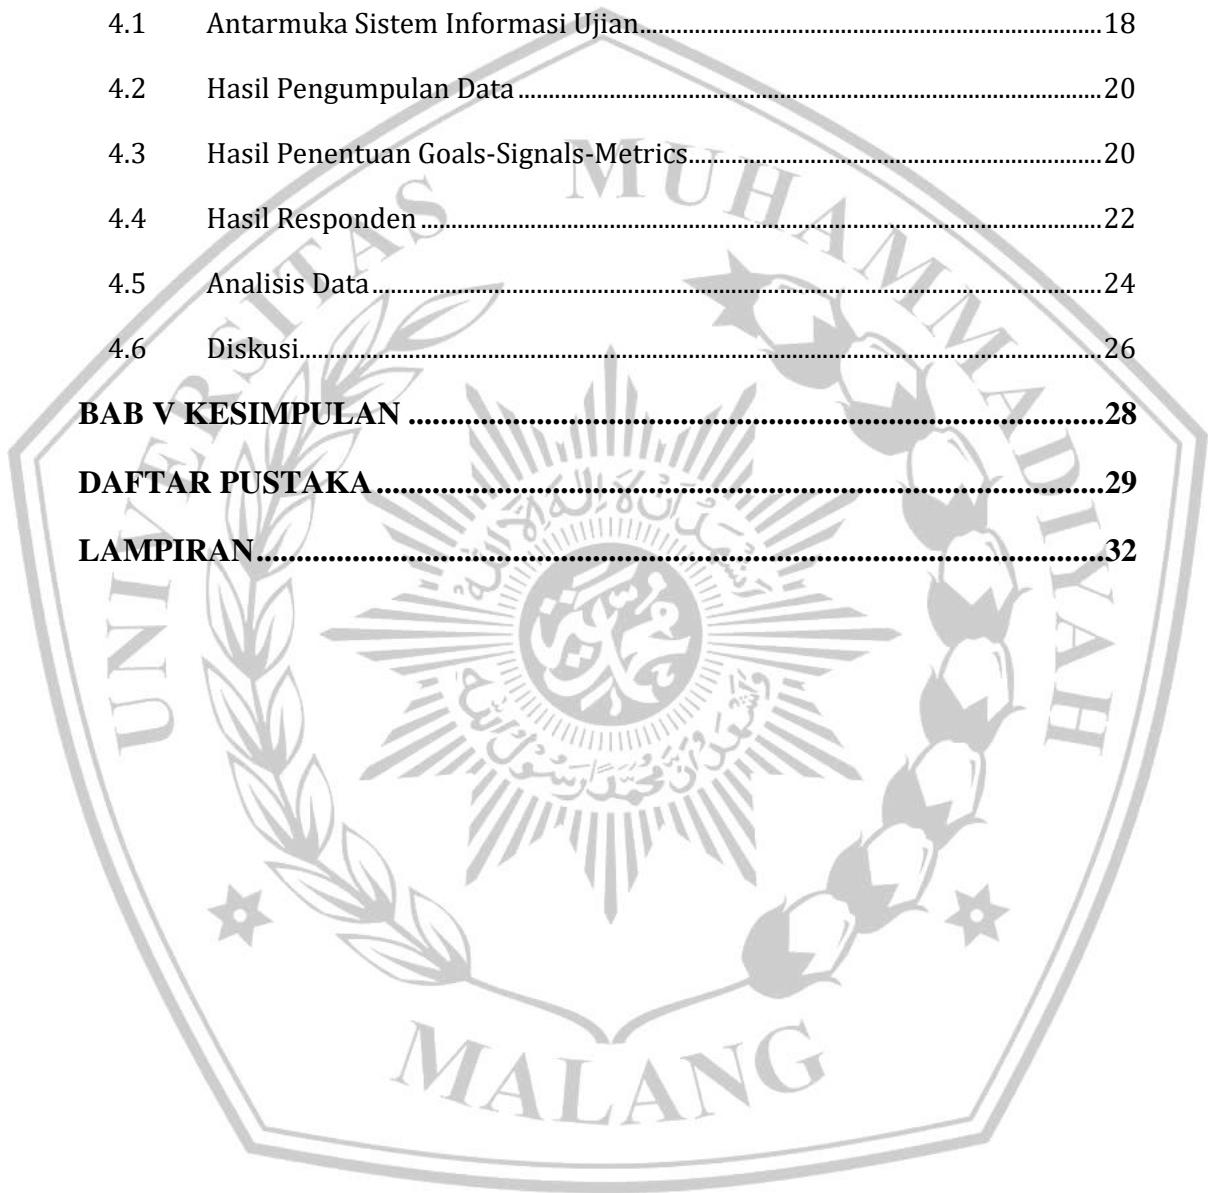 4.1 Antarmuka Sistem Informasi Ujian 18
4.2 Hasil Pengumpulan Data 20
4.3 Hasil Penentuan Goals-Signals-Metrics 20
4.4 Hasil Responden 22
4.5 Analisis Data 24
4.6 Diskusi 26
BAB V KESIMPULAN 28
DAFTAR PUSTAKA 29
LAMPIRAN 32
UNIVERSITAS MUHAMMADIYAH
MALANG